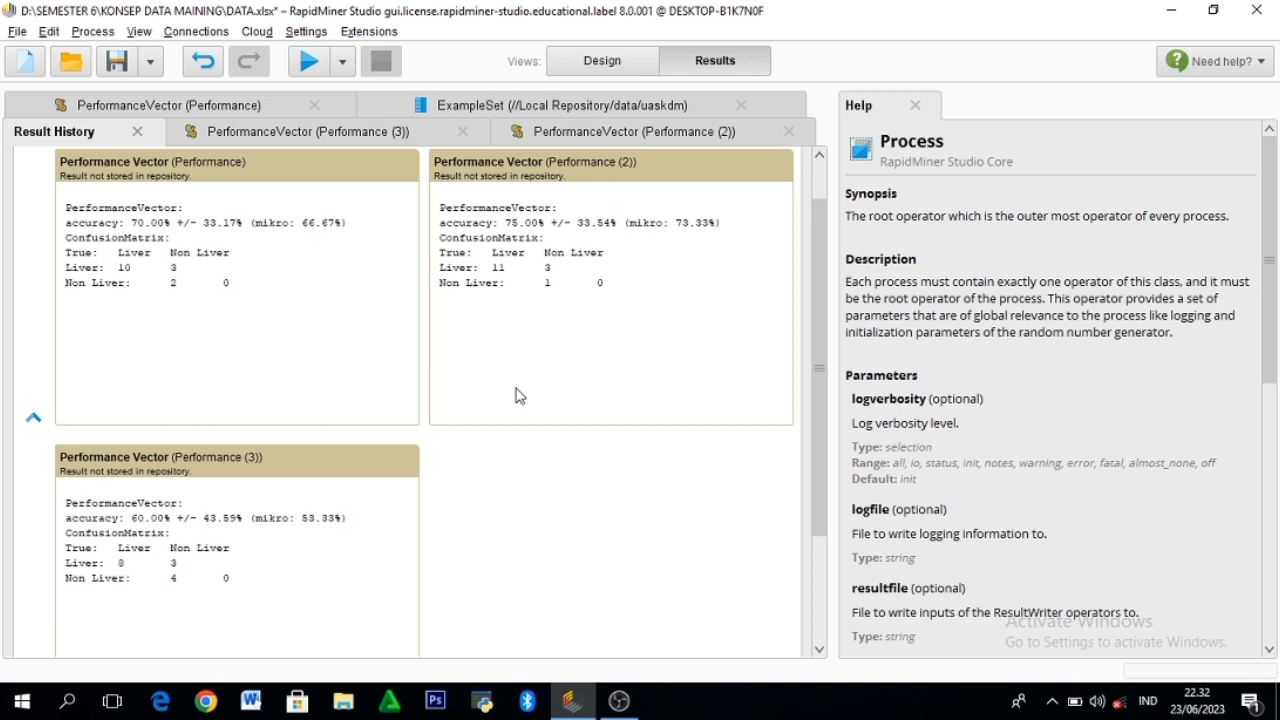 D:\SEMESTER 6\KONSEP DATA MAINING\DATA.xlsx* – RapidMiner Studio gui.license.rapidminer-studio.educational.label 8.0.001 @ DESKTOP-B1K7N0F
File Edit Process View Connections Cloud Settings Extensions
Views: Design Results Need help?
PerformanceVector (Performance) ExampleSet (//Local Repository/data/uaskdm)
Result History PerformanceVector (Performance (3)) PerformanceVector (Performance (2))
Performance Vector (Performance)
Result not stored in repository.
PerformanceVector:
accuracy: 70.00% +/- 33.17% (mikro: 66.67%)
ConfusionMatrix:
True: Liver Non Liver
Liver: 10 3
Non Liver: 2 0
Performance Vector (Performance (2))
Result not stored in repository.
PerformanceVector:
accuracy: 75.00% +/- 33.54% (mikro: 73.33%)
ConfusionMatrix:
True: Liver Non Liver
Liver: 11 3
Non Liver: 1 0
Performance Vector (Performance (3))
Result not stored in repository.
PerformanceVector:
accuracy: 60.00% +/- 43.59% (mikro: 53.33%)
ConfusionMatrix:
True: Liver Non Liver
Liver: 8 3
Non Liver: 4 0
Help
Process
RapidMiner Studio Core
Synopsis
The root operator which is the outer most operator of every process.
Description
Each process must contain exactly one operator of this class, and it must
be the root operator of the process. This operator provides a set of
parameters that are of global relevance to the process like logging and
initialization parameters of the random number generator.
Parameters
logverbosity (optional)
Log verbosity level.
Type: selection
Range: all, io, status, init, notes, warning, error, fatal, almost_none, off
Default: init
logfile (optional)
File to write logging information to.
Type: string
resultfile (optional)
File to write inputs of the ResultWriter operators to.
Type: string
Activate Windows
Go to Settings to activate Windows.
W Ps IND
22.32
23/06/2023
1